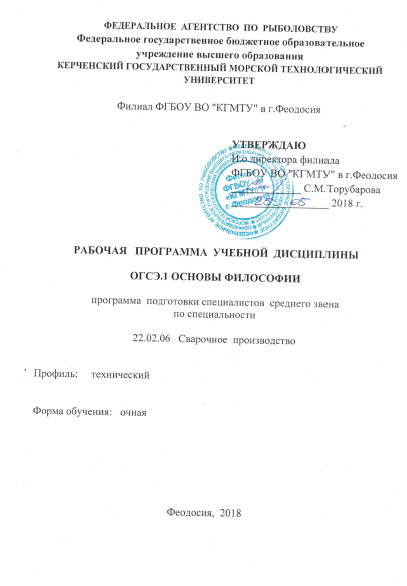 ФЕДЕРАЛЬНОЕ АГЕНТСТВО ПО РЫБОЛОВСТВУ
Федеральное государственное бюджетное образовательное
учреждение высшего образования
КЕРЧЕНСКИЙ ГОСУДАРСТВЕННЫЙ МОРСКОЙ ТЕХНОЛОГИЧЕСКИЙ
УНИВЕРСИТЕТ
Филиал ФГБОУ ВО "КГМТУ" в г.Феодосия
УТВЕРЖДАЮ
И.о.директора филиала
ФГБОУ ВО "КГМТУ" в г.Феодосия
С.М.Торубарова
2018 г.
РАБОЧАЯ ПРОГРАММА УЧЕБНОЙ ДИСЦИПЛИНЫ
ОГСЭ.1 ОСНОВЫ ФИЛОСОФИИ
программа подготовки специалистов среднего звена
по специальности
22.02.06 Сварочное производство
Профиль: технический
Форма обучения: очная
Феодосия, 2018